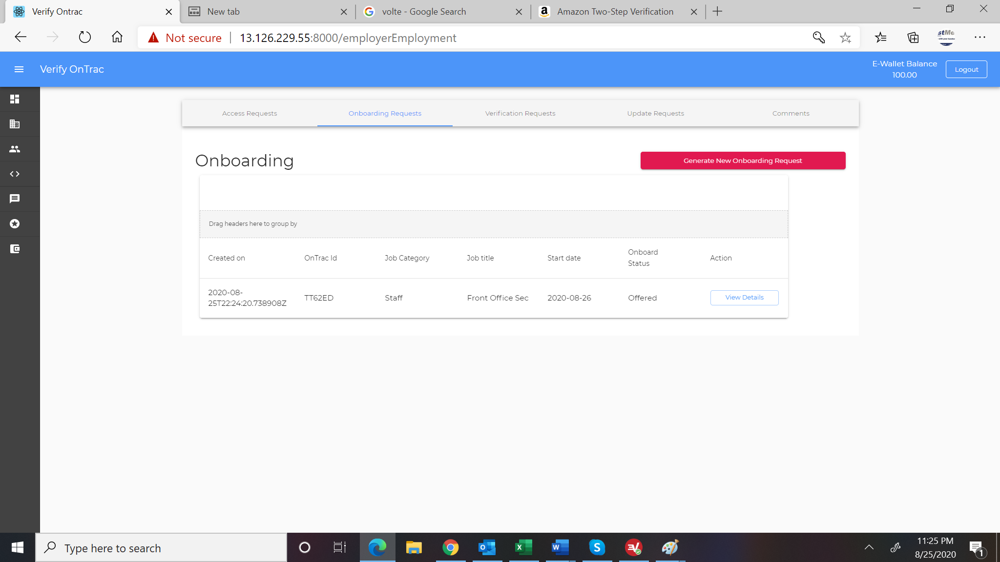 Verify Ontrac
New tab
volte - Google Search
Amazon Two-Step Verification
Not secure
13.126.229.55:8000/employerEmployment
stMe
Verify OnTrac
E-Wallet Balance
100.00
Logout
Access Requests
Onboarding Requests
Verification Requests
Update Requests
Comments
Onboarding
Generate New Onboarding Request
Drag headers here to group by
Created on
OnTrac Id
Job Category
Job title
Start date
Onboard
Status
Action
2020-08-
25T22:24:20.738908Z
TT62ED
Staff
Front Office Sec
2020-08-26
Offered
View Details
Type here to search
11:25 PM
8/25/2020
1